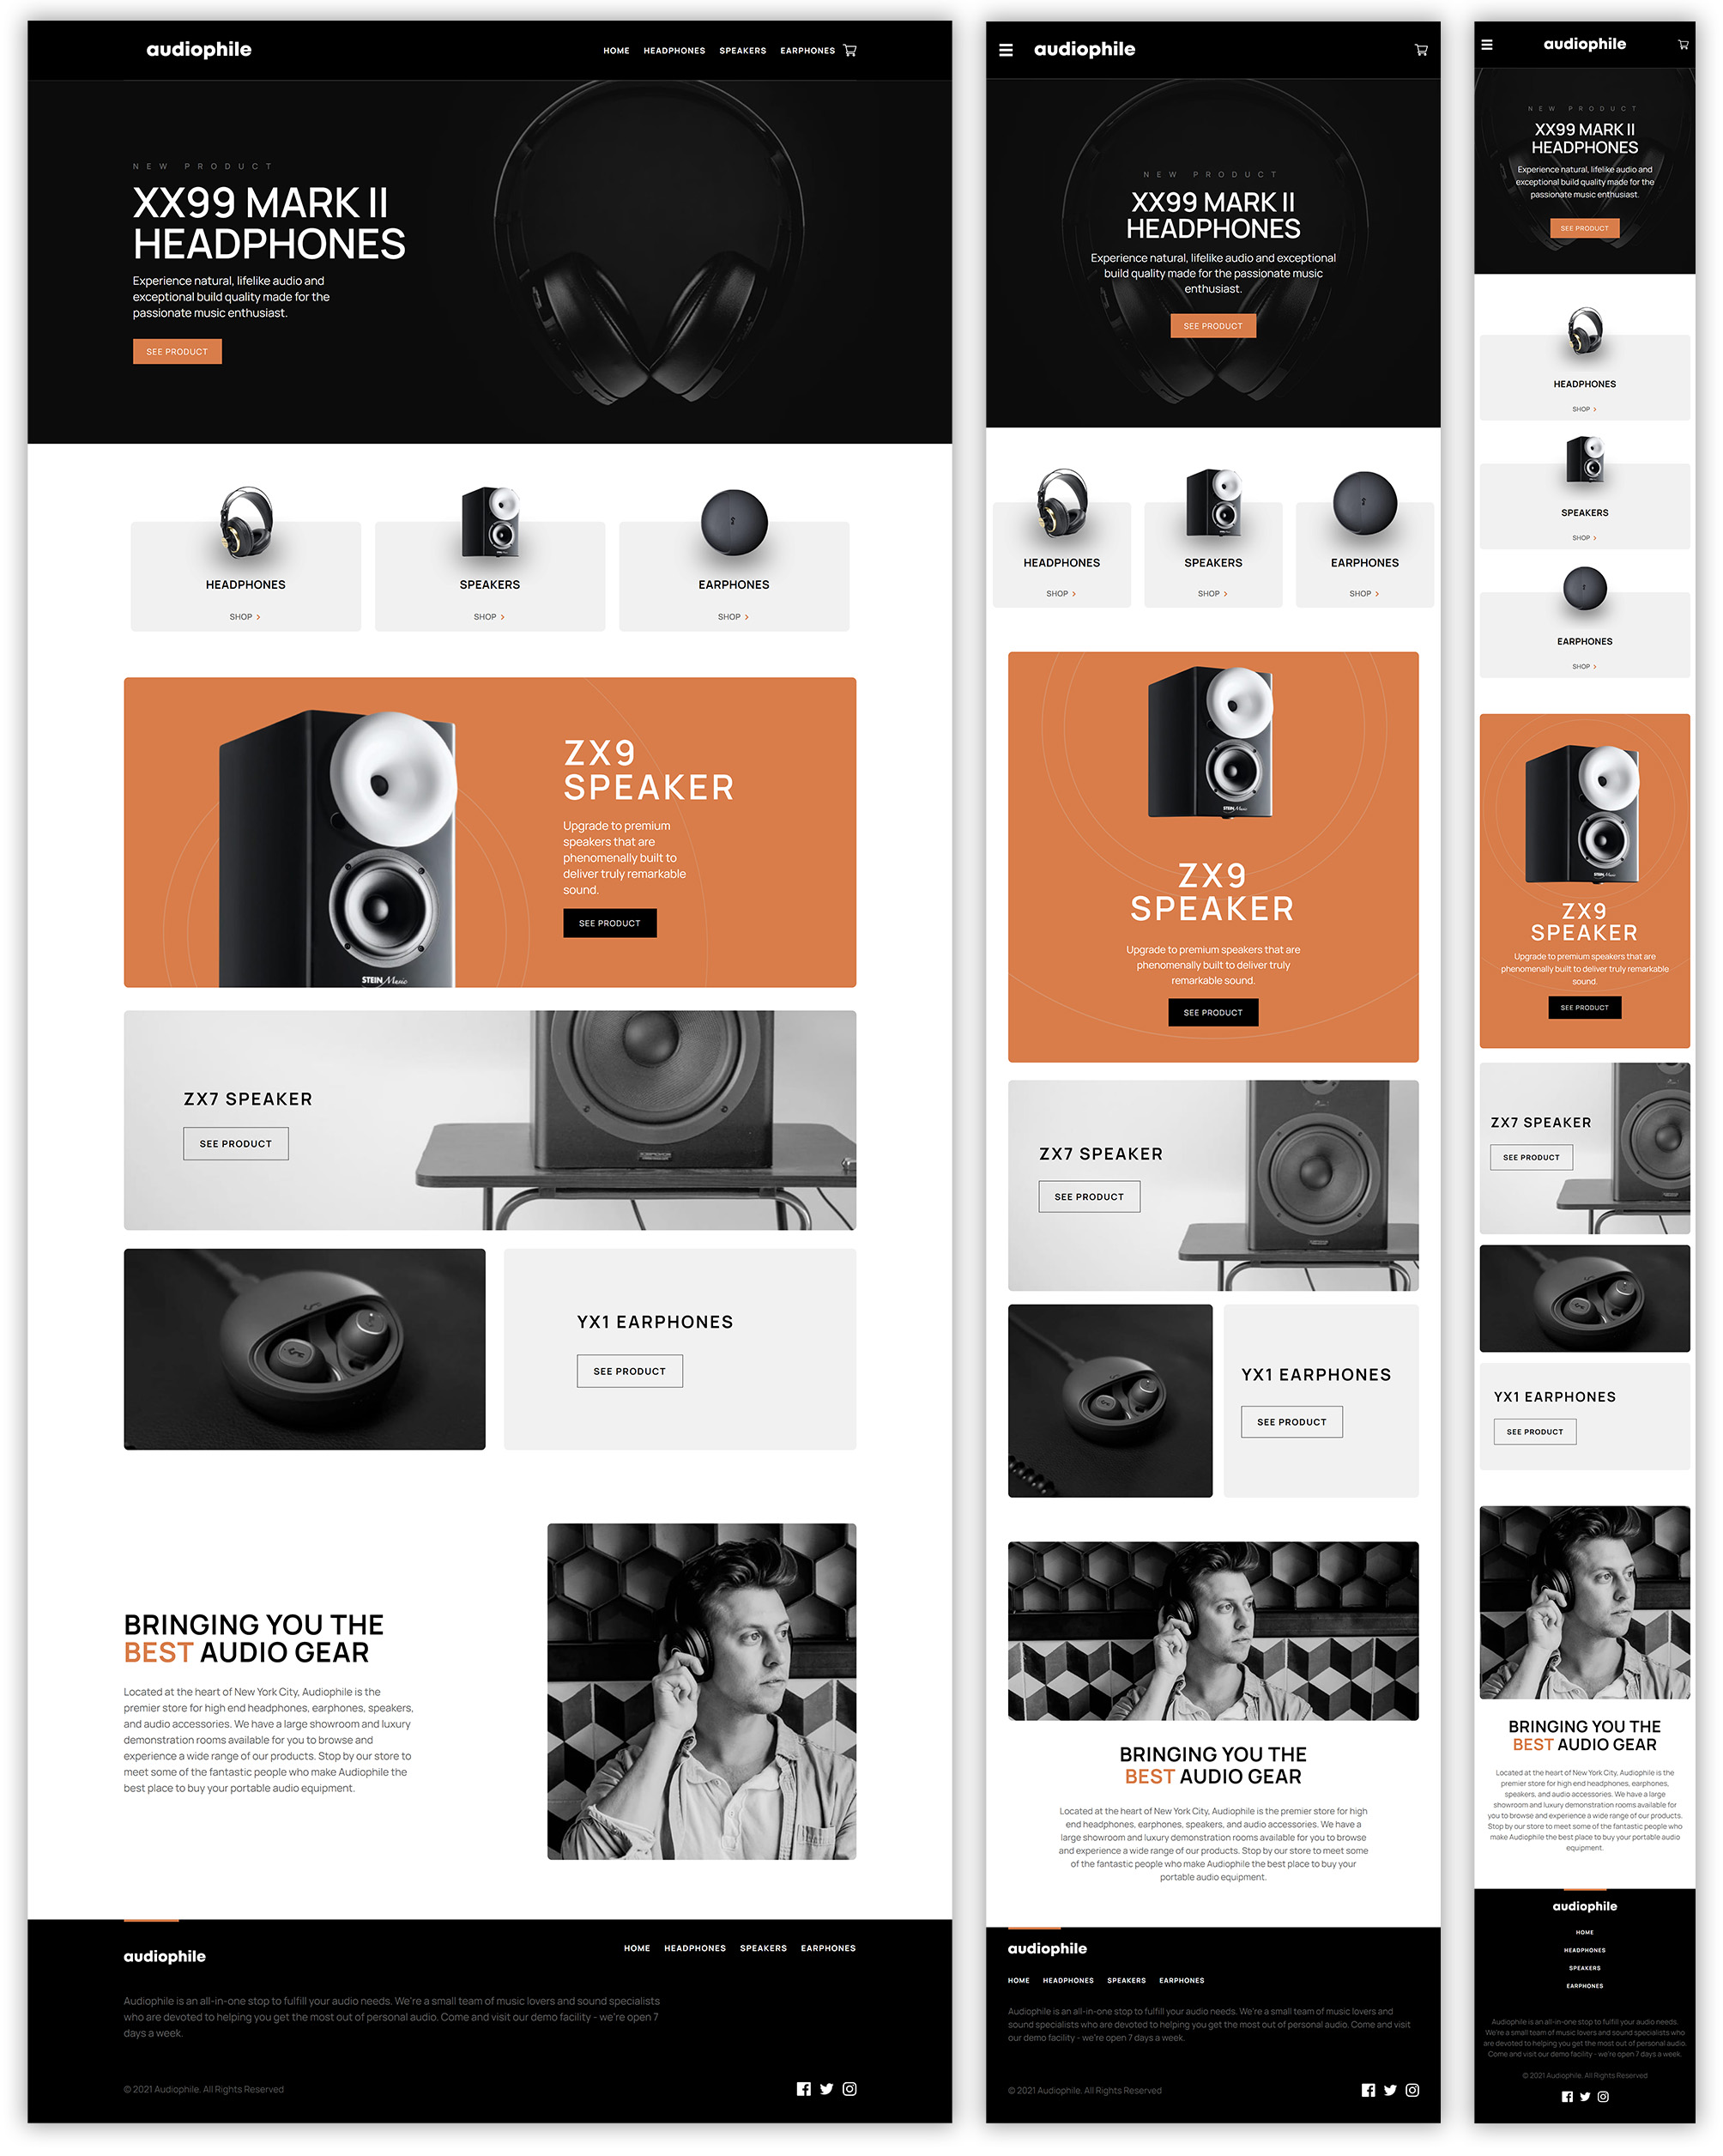 audiophile
HOME HEADPHONES SPEAKERS EARPHONES
NEW PRODUCT
XX99 MARK II
HEADPHONES
Experience natural, lifelike audio and
exceptional build quality made for the
passionate music enthusiast.
SEE PRODUCT
HEADPHONES
SHOP
SPEAKERS
SHOP
EARPHONES
SHOP
ZX9
SPEAKER
Upgrade to premium
speakers that are
phenomenally built to
deliver truly remarkable
sound.
SEE PRODUCT
STEIN Music
ZX7 SPEAKER
SEE PRODUCT
YX1 EARPHONES
SEE PRODUCT
BRINGING YOU THE
BEST AUDIO GEAR
Located at the heart of New York City, Audiophile is the
premier store for high end headphones, earphones, speakers,
and audio accessories. We have a large showroom and luxury
demonstration rooms available for you to browse and
experience a wide range of our products. Stop by our store to
meet some of the fantastic people who make Audiophile the
best place to buy your portable audio equipment.
audiophile
HOME HEADPHONES SPEAKERS EARPHONES
Audiophile is an all-in-one stop to fulfill your audio needs. We're a small team of music lovers and sound specialists
who are devoted to helping you get the most out of personal audio. Come and visit our demo facility - we're open 7
days a week.
© 2021 Audiophile. All Rights Reserved
audiophile
NEW PRODUCT
XX99 MARK II
HEADPHONES
Experience natural, lifelike audio and exceptional
build quality made for the passionate music
enthusiast.
SEE PRODUCT
HEADPHONES
SHOP
SPEAKERS
SHOP
EARPHONES
SHOP
STEIN Music
ZX9
SPEAKER
Upgrade to premium speakers that are
phenomenally built to deliver truly
remarkable sound.
SEE PRODUCT
ZX7 SPEAKER
SEE PRODUCT
YX1 EARPHONES
SEE PRODUCT
BRINGING YOU THE
BEST AUDIO GEAR
Located at the heart of New York City, Audiophile is the premier store for high
end headphones, earphones, speakers, and audio accessories. We have a
large showroom and luxury demonstration rooms available for you to browse
and experience a wide range of our products. Stop by our store to meet some
of the fantastic people who make Audiophile the best place to buy your
portable audio equipment.
audiophile
HOME HEADPHONES SPEAKERS EARPHONES
Audiophile is an all-in-one stop to fulfill your audio needs. We're a small team of music lovers and
sound specialists who are devoted to helping you get the most out of personal audio. Come and visit
our demo facility - we're open 7 days a week.
© 2021 Audiophile. All Rights Reserved
audiophile
NEW PRODUCT
XX99 MARK II
HEADPHONES
Experience natural, lifelike audio and
exceptional build quality made for the
passionate music enthusiast.
SEE PRODUCT
HEADPHONES
SHOP
SPEAKERS
SHOP
EARPHONES
SHOP
STEIN Music
ZX9
SPEAKER
Upgrade to premium speakers that are
phenomenally built to deliver truly remarkable
sound.
SEE PRODUCT
ZX7 SPEAKER
SEE PRODUCT
YX1 EARPHONES
SEE PRODUCT
BRINGING YOU THE
BEST AUDIO GEAR
Located at the heart of New York City, Audiophile is the
premier store for high end headphones, earphones,
speakers, and audio accessories. We have a large
showroom and luxury demonstration rooms available for
you to browse and experience a wide range of our products.
Stop by our store to meet some of the fantastic people who
make Audiophile the best place to buy your portable audio
equipment.
audiophile
HOME
HEADPHONES
SPEAKERS
EARPHONES
Audiophile is an all-in-one stop to fulfill your audio needs.
We're a small team of music lovers and sound specialists who
are devoted to helping you get the most out of personal audio.
Come and visit our demo facility - we're open 7 days a week.
© 2021 Audiophile. All Rights Reserved